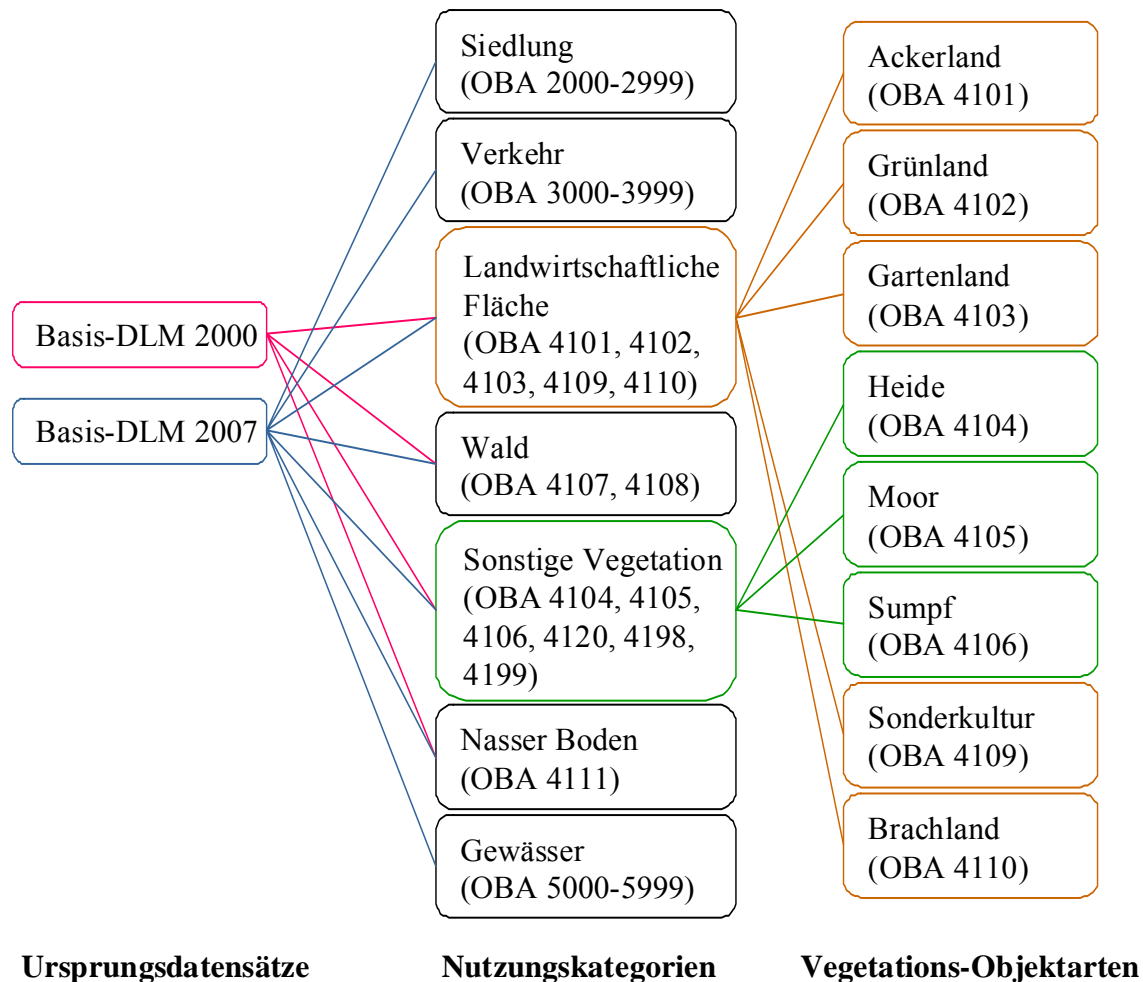 Basis-DLM 2000
Basis-DLM 2007
Ursprungsdatensätze
Siedlung
(OBA 2000-2999)
Verkehr
(OBA 3000-3999)
Landwirtschaftliche
Fläche
(OBA 4101, 4102,
4103, 4109, 4110)
Wald
(OBA 4107, 4108)
Sonstige Vegetation
(OBA 4104, 4105,
4106, 4120, 4198,
4199)
Nasser Boden
(OBA 4111)
Gewässer
(OBA 5000-5999)
Nutzungskategorien
Ackerland
(OBA 4101)
Grünland
(OBA 4102)
Gartenland
(OBA 4103)
Heide
(OBA 4104)
Moor
(OBA 4105)
Sumpf
(OBA 4106)
Sonderkultur
(OBA 4109)
Brachland
(OBA 4110)
Vegetations-Objektarten